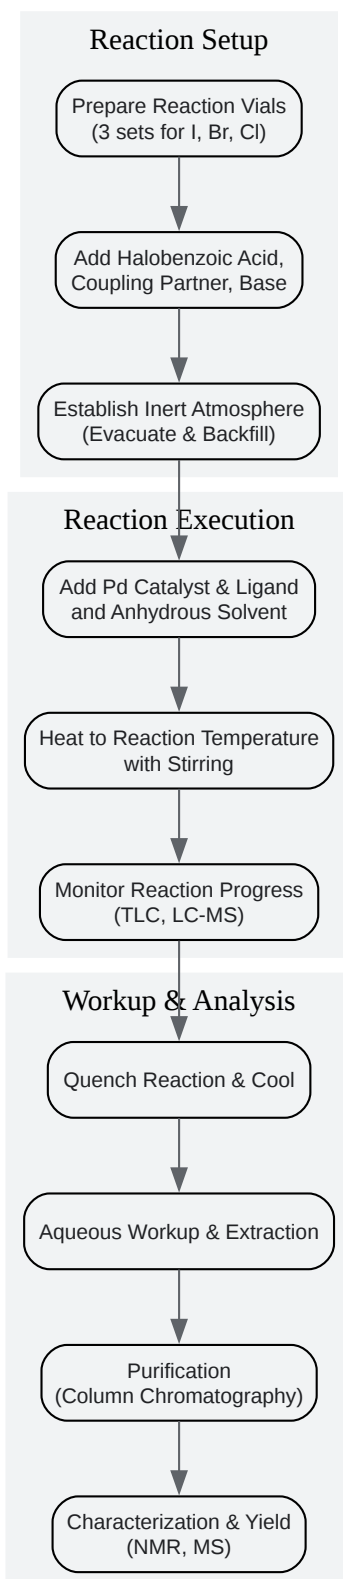 Reaction Setup
Prepare Reaction Vials
(3 sets for I, Br, Cl)
Add Halobenzoic Acid,
Coupling Partner, Base
Establish Inert Atmosphere
(Evacuate & Backfill)
Reaction Execution
Add Pd Catalyst & Ligand
and Anhydrous Solvent
Heat to Reaction Temperature
with Stirring
Monitor Reaction Progress
(TLC, LC-MS)
Workup & Analysis
Quench Reaction & Cool
Aqueous Workup & Extraction
Purification
(Column Chromatography)
Characterization & Yield
(NMR, MS)